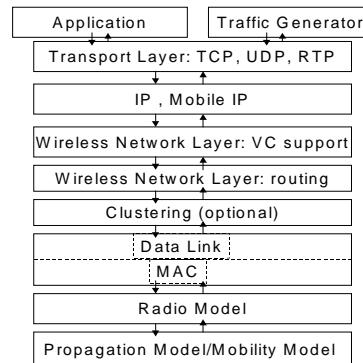 Application
Traffic Generator
Transport Layer: TCP, UDP, RTP
IP , Mobile IP
Wireless Network Layer: VC support
Wireless Network Layer: routing
Clustering (optional)
Data Link
MAC
Radio Model
Propagation Model/Mobility Model